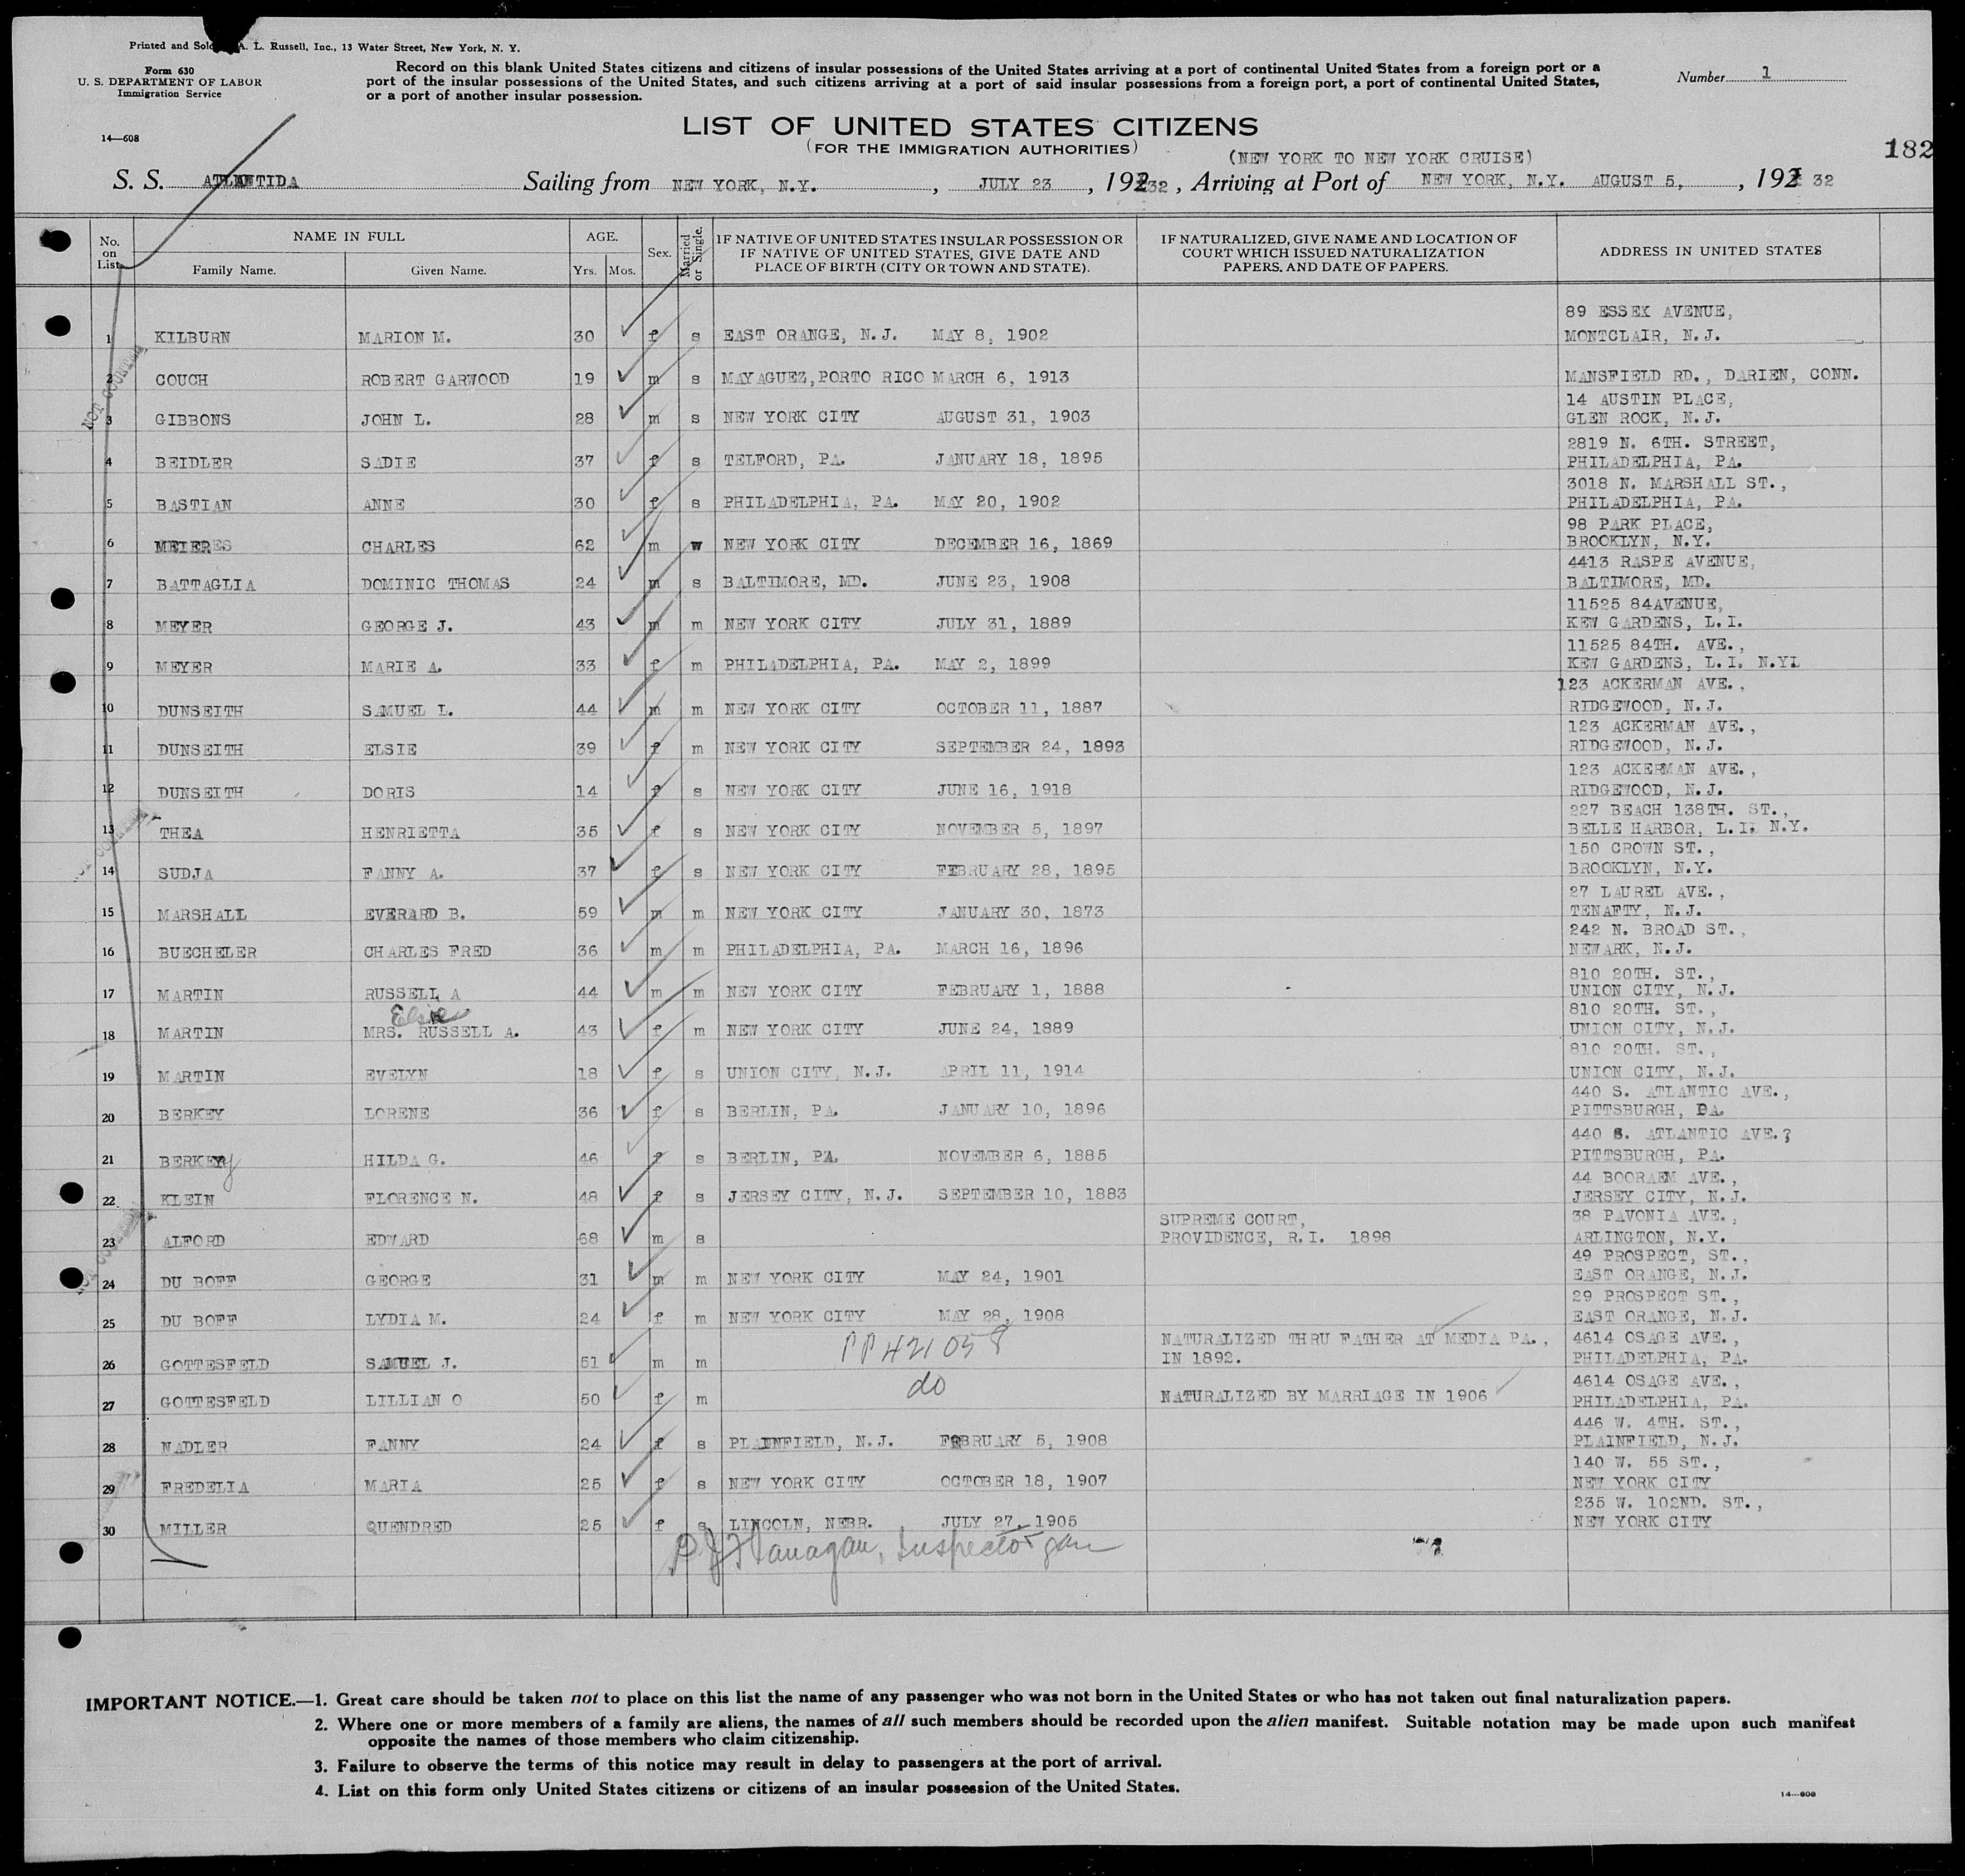 Printed and Sold A. L. Russell, Inc., 13 Water Street, New York, N. Y.
Form 630
U. S. DEPARTMENT OF LABOR
Immigration Service
14—608
Record on this blank United States citizens and citizens of insular possessions of the United States arriving at a port of continental United States from a foreign port or a
port of the insular possessions of the United States, and such citizens arriving at a port of said insular possessions from a foreign port, a port of continental United States,
or a port of another insular possession.
Number 1
LIST OF UNITED STATES CITIZENS
(FOR THE IMMIGRATION AUTHORITIES)
(NEW YORK TO NEW YORK CRUISE)
182
S. S. ATLANTIDA Sailing from NEW YORK, N.Y. , JULY 23 , 192 32 , Arriving at Port of NEW YORK, N.Y. AUGUST 5, , 192 32
No. on List NAME IN FULL Family Name. Given Name. AGE. Yrs. Mos. Sex. Married or Single. IF NATIVE OF UNITED STATES INSULAR POSSESSION OR IF NATIVE OF UNITED STATES, GIVE DATE AND PLACE OF BIRTH (CITY OR TOWN AND STATE). IF NATURALIZED, GIVE NAME AND LOCATION OF COURT WHICH ISSUED NATURALIZATION PAPERS, AND DATE OF PAPERS. ADDRESS IN UNITED STATES
89 ESSEX AVENUE,
1 KILBURN MARION M. 30 f s EAST ORANGE, N.J. MAY 8, 1902 MONTCLAIR, N.J.
2 COUCH ROBERT GARWOOD 19 m s MAYAGUEZ,PORTO RICO MARCH 6, 1913 MANSFIELD RD., DARIEN, CONN.
NOT COUNTED
14 AUSTIN PLACE,
3 GIBBONS JOHN L. 28 m s NEW YORK CITY AUGUST 31, 1903 GLEN ROCK, N.J.
2819 N. 6TH. STREET,
4 BEIDLER SADIE 37 f s TELFORD, PA. JANUARY 18, 1895 PHILADELPHIA, PA.
3018 N. MARSHALL ST.,
5 BASTIAN ANNE 30 f s PHILADELPHIA, PA. MAY 20, 1902 PHILADELPHIA, PA.
98 PARK PLACE,
6 MEIERES CHARLES 62 m w NEW YORK CITY DECEMBER 16, 1869 BROOKLYN, N.Y.
4413 RASPE AVENUE,
7 BATTAGLIA DOMINIC THOMAS 24 m s BALTIMORE, MD. JUNE 23, 1908 BALTIMORE, MD.
11525 84AVENUE,
8 MEYER GEORGE J. 43 m m NEW YORK CITY JULY 31, 1889 KEW GARDENS, L.I.
11525 84TH. AVE.,
9 MEYER MARIE A. 33 f m PHILADELPHIA, PA. MAY 2, 1899 KEW GARDENS, L.I. N.YL
123 ACKERMAN AVE.,
10 DUNSEITH SAMUEL L. 44 m m NEW YORK CITY OCTOBER 11, 1887 RIDGEWOOD, N.J.
123 ACKERMAN AVE.,
11 DUNSEITH ELSIE 39 f m NEW YORK CITY SEPTEMBER 24, 1893 RIDGEWOOD, N.J.
123 ACKERMAN AVE.,
12 DUNSEITH DORIS 14 f s NEW YORK CITY JUNE 16, 1918 RIDGEWOOD, N.J.
227 BEACH 138TH. ST.,
13 THEA HENRIETTA 35 f s NEW YORK CITY NOVEMBER 5, 1897 BELLE HARBOR, L.I. N.Y.
150 CROWN ST.,
14 SUDJA FANNY A. 37 f s NEW YORK CITY FEBRUARY 28, 1895 BROOKLYN, N.Y.
27 LAUREL AVE.,
15 MARSHALL EVERARD B. 59 m m NEW YORK CITY JANUARY 30, 1873 TENAFTY, N.J.
242 N. BROAD ST.,
16 BUECHELER CHARLES FRED 36 m m PHILADELPHIA, PA. MARCH 16, 1896 NEWARK, N.J.
810 20TH. ST.,
17 MARTIN RUSSELL A 44 m m NEW YORK CITY FEBRUARY 1, 1888 UNION CITY, N.J.
Elsie 810 20TH. ST.,
18 MARTIN MRS. RUSSELL A. 43 f m NEW YORK CITY JUNE 24, 1889 UNION CITY, N.J.
810 20TH. ST.,
19 MARTIN EVELYN 18 f s UNION CITY, N.J. APRIL 11, 1914 UNION CITY, N.J.
440 S. ATLANTIC AVE.,
20 BERKEY LORENE 36 f s BERLIN, PA. JANUARY 10, 1896 PITTSBURGH, PA.
440 S. ATLANTIC AVE.?
21 BERKEY HILDA G. 46 f s BERLIN, PA. NOVEMBER 6, 1885 PITTSBURGH, PA.
44 BOORAEM AVE.,
22 KLEIN FLORENCE N. 48 f s JERSEY CITY, N.J. SEPTEMBER 10, 1883 JERSEY CITY, N.J.
SUPREME COURT, 38 PAVONIA AVE.,
23 ALFORD EDWARD 68 m s PROVIDENCE, R.I. 1898 ARLINGTON, N.Y.
49 PROSPECT, ST.,
24 DU BOFF GEORGE 31 m m NEW YORK CITY MAY 24, 1901 EAST ORANGE, N.J.
29 PROSPECT ST.,
25 DU BOFF LYDIA M. 24 f m NEW YORK CITY MAY 28, 1908 EAST ORANGE, N.J.
PP421058 NATURALIZED THRU FATHER AT MEDIA PA., 4614 OSAGE AVE.,
26 GOTTESFELD SAMUEL J. 51 m m IN 1892. PHILADELPHIA, PA.
do 4614 OSAGE AVE.,
27 GOTTESFELD LILLIAN O 50 f m NATURALIZED BY MARRIAGE IN 1906 PHILADELPHIA, PA.
446 W. 4TH. ST.,
28 NADLER FANNY 24 f s PLAINFIELD, N.J. FEBRUARY 5, 1908 PLAINFIELD, N.J.
140 W. 55 ST.,
29 FREDELIA MARIA 25 f s NEW YORK CITY OCTOBER 18, 1907 NEW YORK CITY
235 W. 102ND. ST.,
30 MILLER QUENDRED 25 f s LINCOLN, NEBR. JULY 27, 1905 NEW YORK CITY
P J Flanagan, Inspector
IMPORTANT NOTICE.—1. Great care should be taken not to place on this list the name of any passenger who was not born in the United States or who has not taken out final naturalization papers.
2. Where one or more members of a family are aliens, the names of all such members should be recorded upon the alien manifest. Suitable notation may be made upon such manifest
opposite the names of those members who claim citizenship.
3. Failure to observe the terms of this notice may result in delay to passengers at the port of arrival.
4. List on this form only United States citizens or citizens of an insular possession of the United States.
14—608